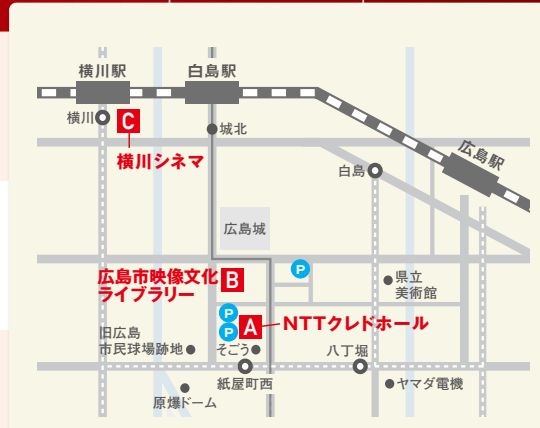 横川駅
白島駅
横川
C
城北
横川シネマ
白島
広島駅
広島城
広島市映像文化
ライブラリー
B
P
県立
美術館
P
P
A
NTTクレドホール
旧広島
市民球場跡地
そごう
八丁堀
紙屋町西
ヤマダ電機
原爆ドーム